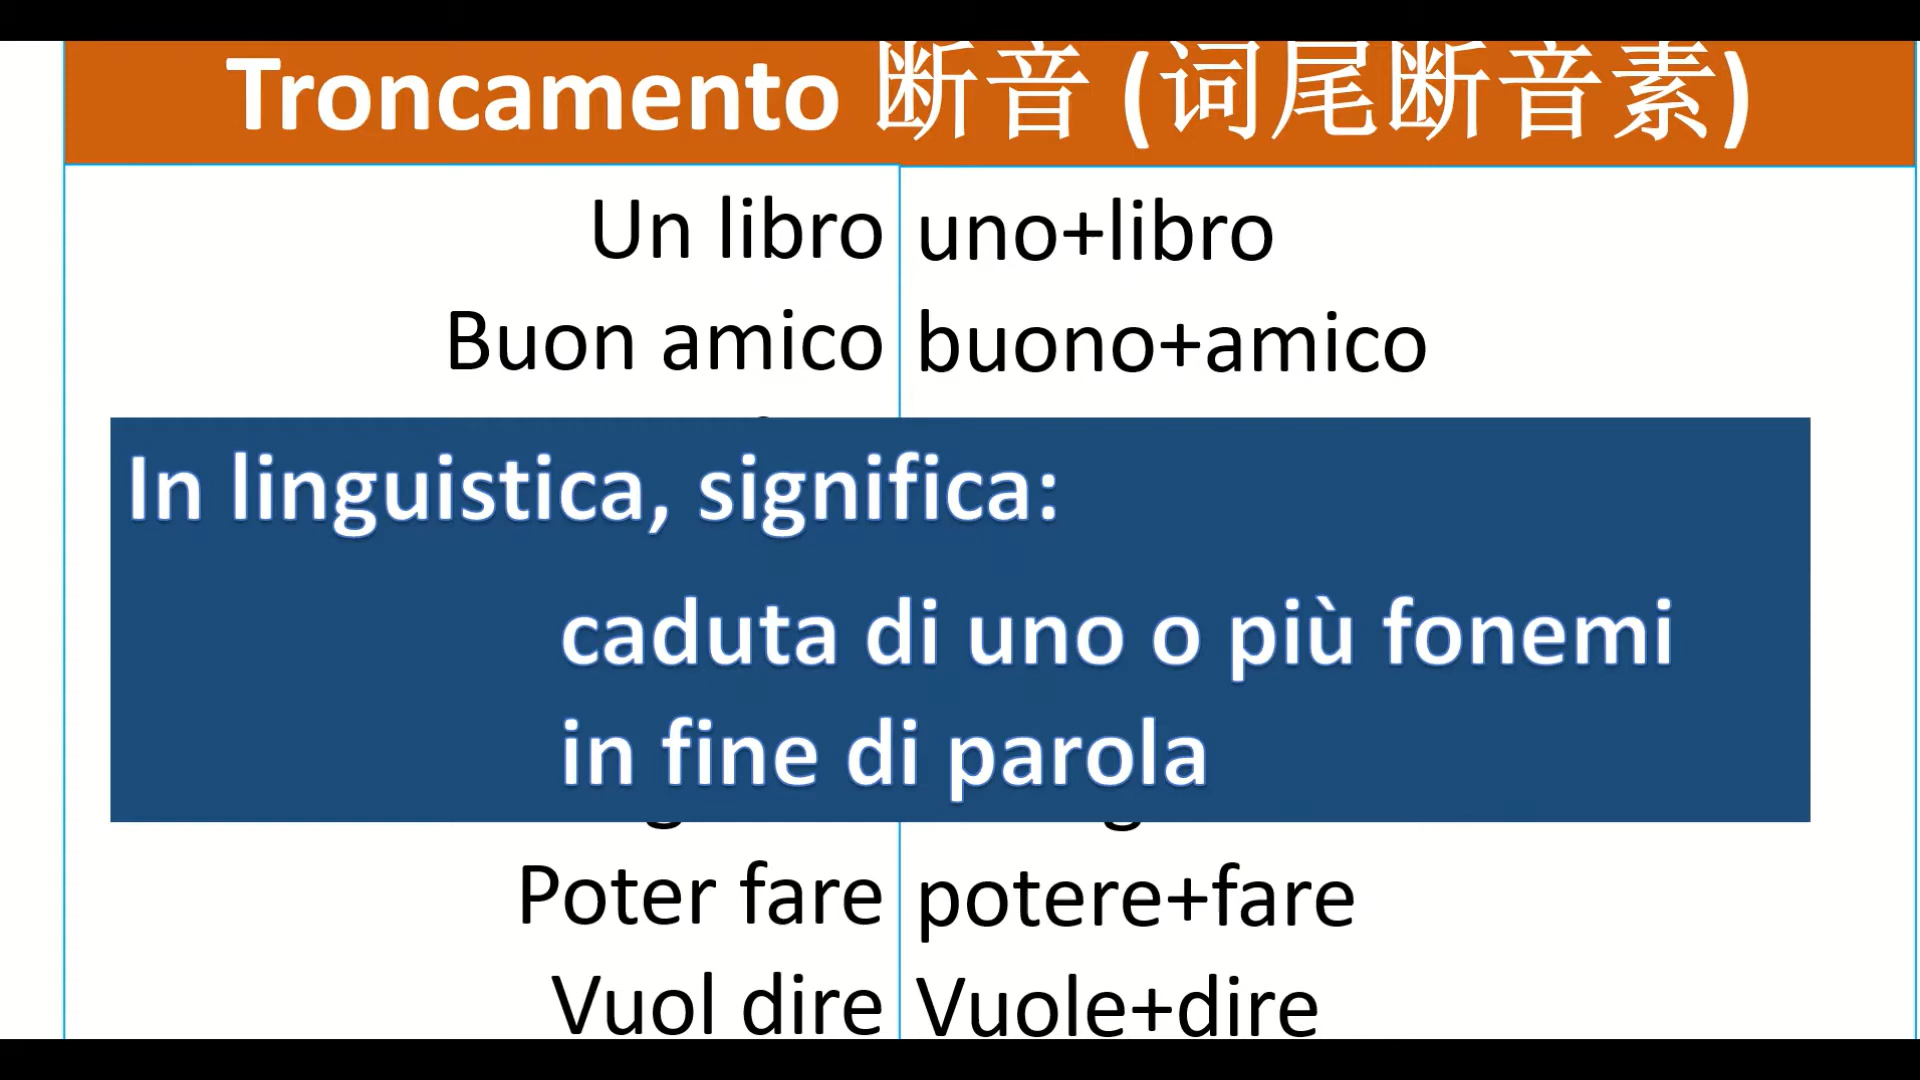 Troncamento 断音 (词尾断音素)
Un libro uno+libro
Buon amico buono+amico
In linguistica, significa:
caduta di uno o più fonemi
in fine di parola
Poter fare potere+fare
Vuol dire Vuole+dire